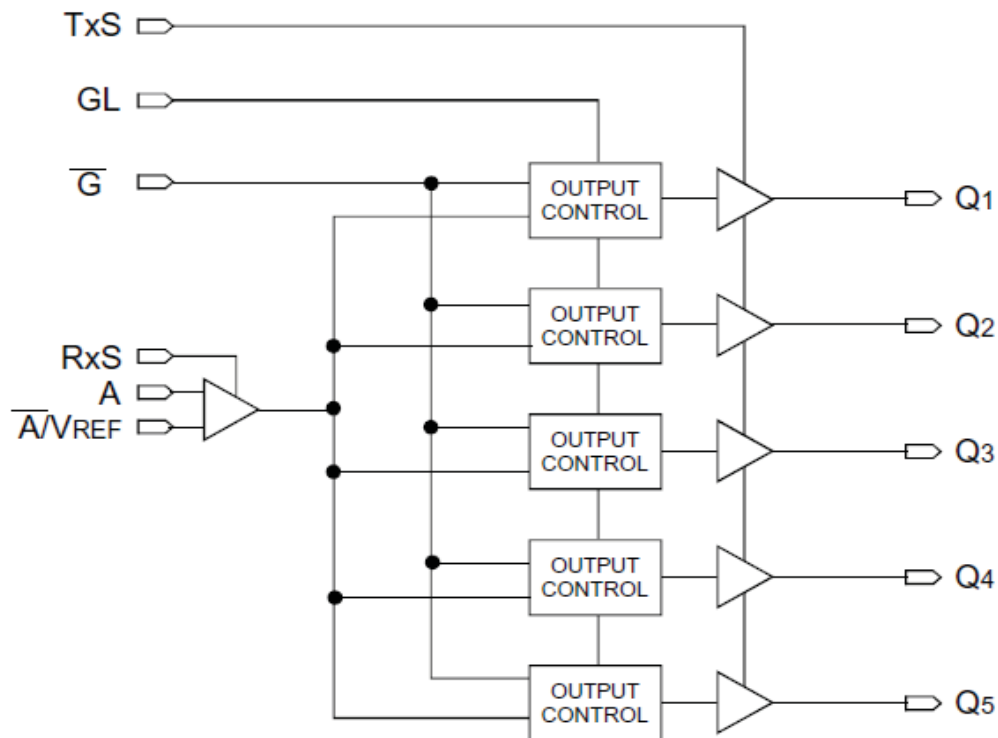 TxS
GL
G̅
OUTPUT
CONTROL
Q1
OUTPUT
CONTROL
Q2
RxS
A
A̅/VREF
OUTPUT
CONTROL
Q3
OUTPUT
CONTROL
Q4
OUTPUT
CONTROL
Q5